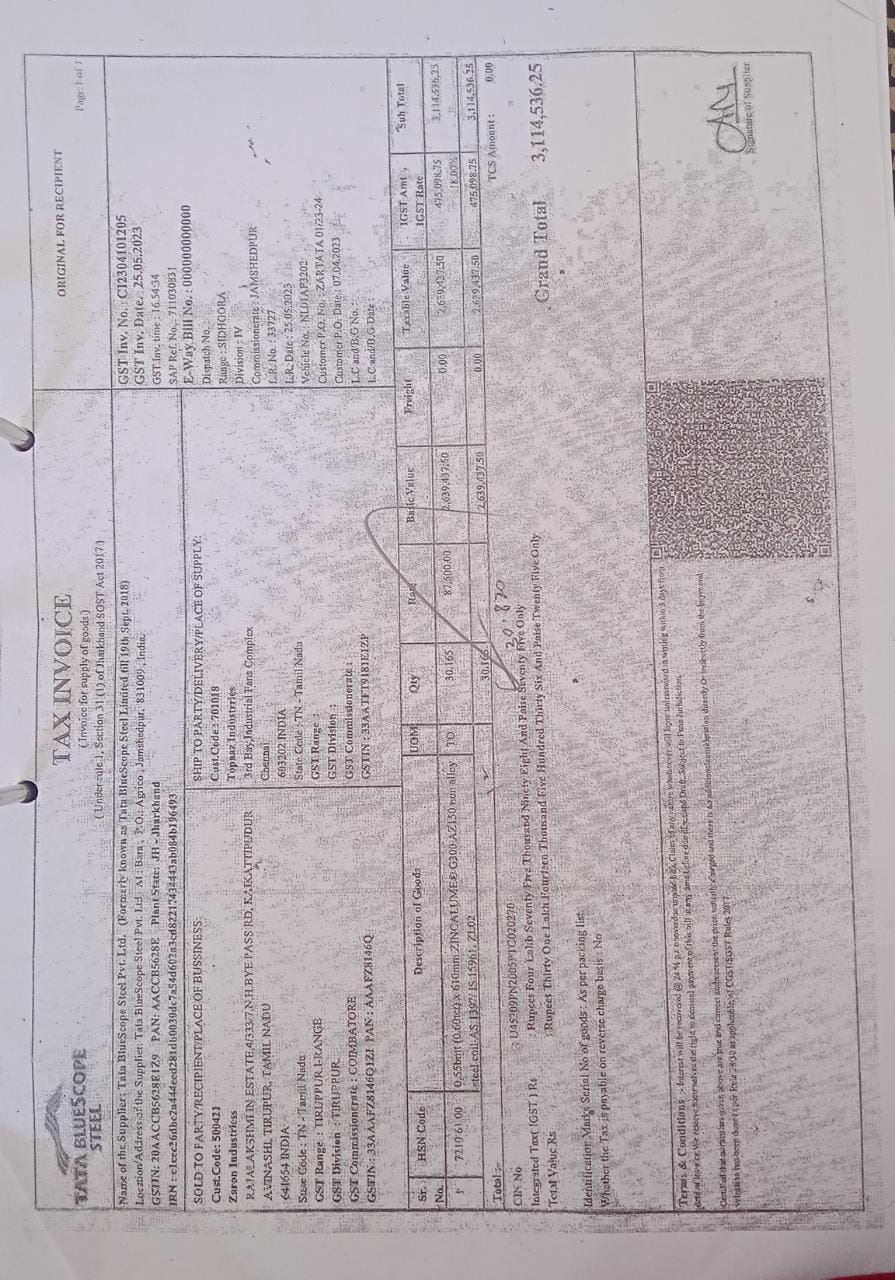 TATA BLUESCOPE
STEEL
TAX INVOICE
( Invoice for supply of goods )
( Under rule 1, Section 31 (1) of Jharkhand SGST Act 2017 )
ORIGINAL FOR RECIPIENT
Page: 1 of 1
Name of the Supplier: Tata BlueScope Steel Pvt. Ltd. (Formerly known as Tata BlueScope Steel Limited till 19th Sept. 2018)
Location/Address of the Supplier: Tata BlueScope Steel Pvt. Ltd At : Bara , P.O.: Agrico , Jamshedpur, 831009 , India.
GSTIN: 20AACCB5628E1Z9 PAN: AACCB5628E Plant State: JH - Jharkhand
IRN :
GST Inv. No. : C12304101205
GST Inv. Date. : 25.05.2023
GST Inv. time : 16:54:34
SAP Ref. No. : 711030831
E-Way Bill No. : 000000000000
Dispatch No. :
Range : SIDHGORA
Division : IV
Commissionerate : JAMSHEDPUR
L.R. No. : 33727
L.R. Date : 25.05.2023
Vehicle No. : NL01AF3202
Customer P.O. No. : ZARTATA 01/23-24
Customer P.O. Date. : 07.04.2023
L.C and/B.G No. :
L.C and/B.G Date :
SOLD TO PARTY/RECIPIENT/PLACE OF BUSSINESS:
Cust.Code: 500421
Zaron Industriess
RAJALAKSHMI IN ESTATE,4/333/7,N.H.BYE PASS RD, KAIKATTIPUDUR
AVINASHI, TIRUPUR, TAMIL NADU
641654 INDIA
State Code : TN - Tamil Nadu
GST Range : TIRUPPUR I-RANGE
GST Division : TIRUPPUR
GST Commissionerate : COIMBATORE
GSTIN : 33AAAFZ8146Q1Z1 PAN : AAAFZ8146Q
SHIP TO PARTY/DELIVERY/PLACE OF SUPPLY:
Cust.Code : 701018
Topaaz Industrries
3rd Bay,Industrial Fans Complex
Chennai
603202 INDIA
State Code : TN - Tamil Nadu
GST Range :
GST Division :
GST Commissionerate :
GSTIN : 33AATFT9181E1ZP
Sr. No. HSN Code Description of Goods UOM Qty Rate Basic Value Freight Taxable Value IGST Amt , IGST Rate Sub Total
1 7210 61 00 0.55bmt (0.60tct) x 610mm ZINCALUME® G300 AZ150 non alloy TO 30.165 87,500.00 2,639,437.50 0.00 2,639,437.50 475,098.75 3,114,536.25
steel coil AS 1397/ IS 15961, ZL02 18.00%
Total :- 30.165 2,639,437.50 0.00 2,639,437.50 475,098.75 3,114,536.25
30.870
TCS Amount : 0.00
CIN No : U45209PN2005PTC020270
Integrated Tax( IGST ) Rs : Rupees Four Lakh Seventy Five Thousand Ninety Eight And Paise Seventy Five Only
Total Value Rs : Rupees Thirty One Lakh Fourteen Thousand Five Hundred Thirty Six And Paise Twenty Five Only
Grand Total 3,114,536.25
Identification Marks Serial No of goods : As per packing list
Whether the Tax is payable on reverse charge basis : No
Terms & Conditions :- Interest will be recovered @ 24 % p.a on overdue unpaid bills. Claim of any nature whatsoever will lapse unless raised in writing within 3 days from
date of invoice. We reserve ourselves the right to demand payment of this bill at any time before due date and Draft. Subject to Pune Jurisdiction.
Certified that particulars given above are true and correct and represent the price actually charged and there is no additional consideration directly Or indirectly from the buyer and
valuation has been done as per Rule 28/30 as applicable, of CGST/SGST Rules 2017
Signature of Supplier